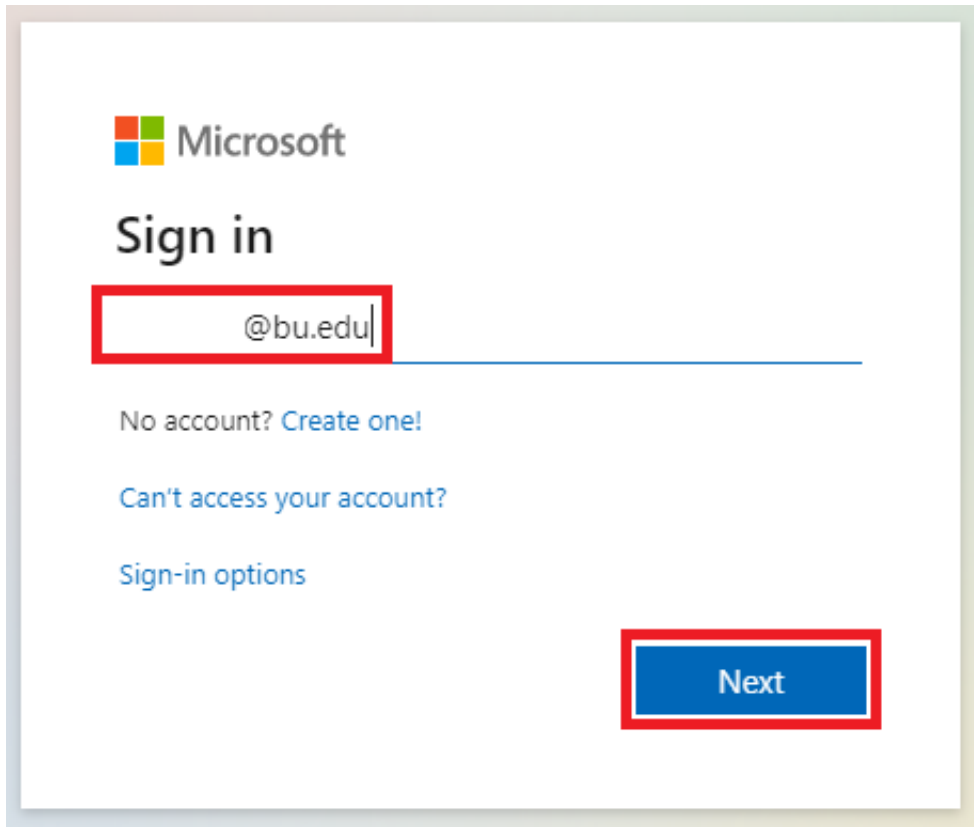 Microsoft
Sign in
@bu.edu
No account? Create one!
Can't access your account?
Sign-in options
Next